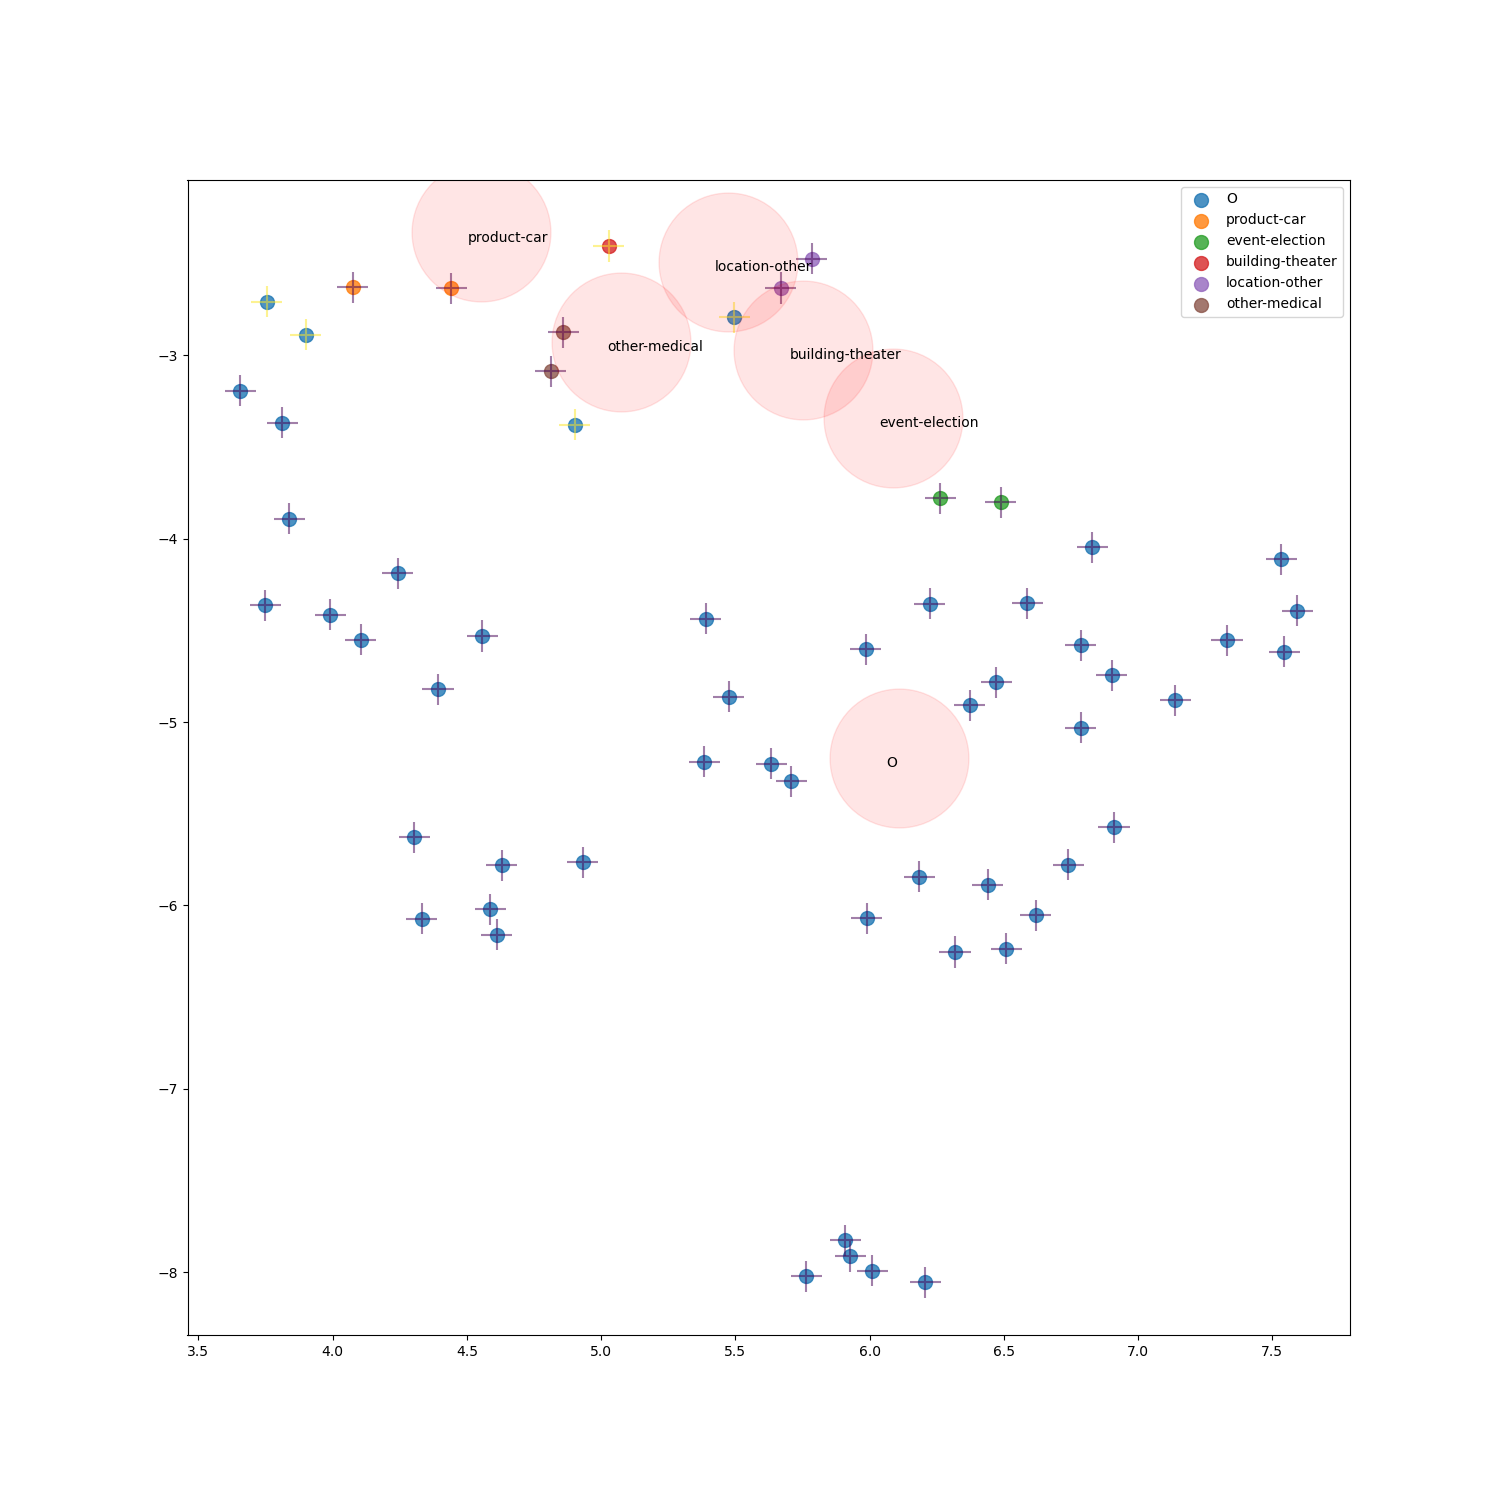 O
product-car
event-election
building-theater
location-other
other-medical
product-car
location-other
other-medical
building-theater
event-election
O
−3
−4
−5
−6
−7
−8
3.5 4.0 4.5 5.0 5.5 6.0 6.5 7.0 7.5